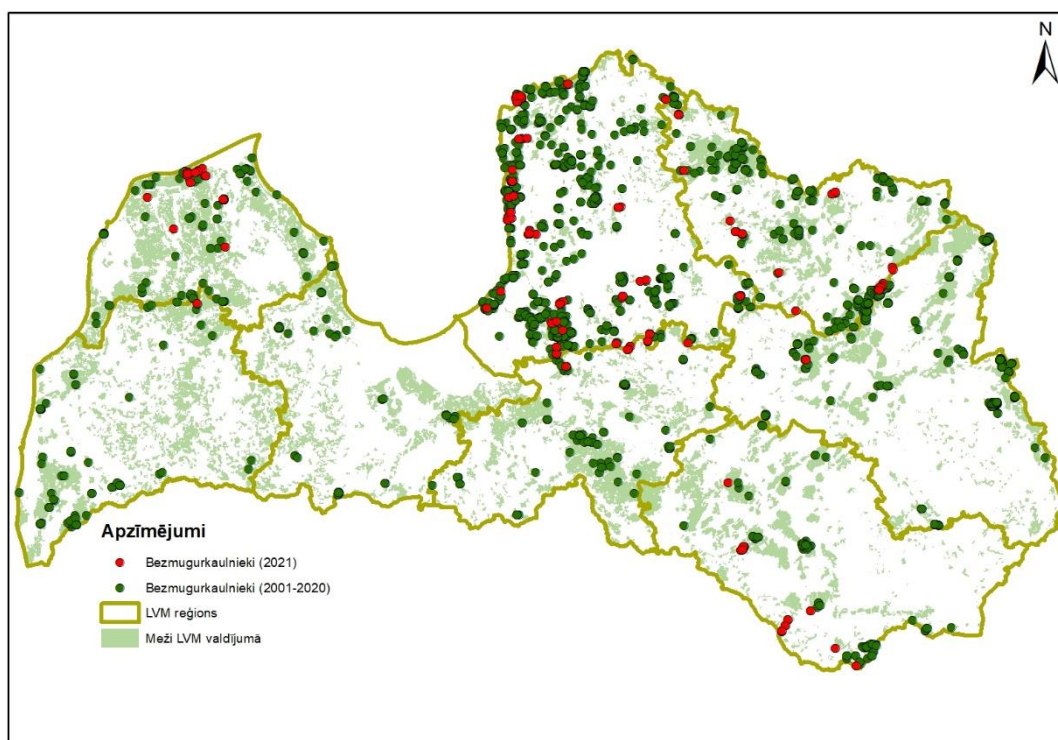 N
Apzīmējumi
Bezmugurkaulnieki (2021)
Bezmugurkaulnieki (2001-2020)
LVM reģions
Meži LVM valdījumā